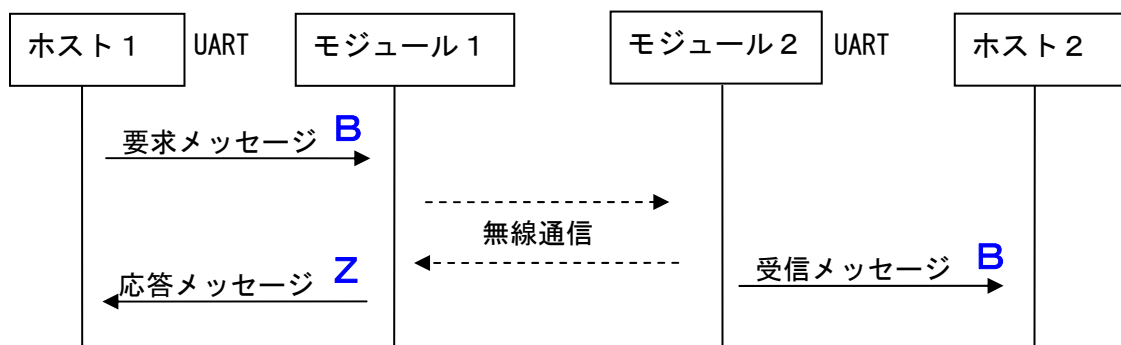 ホスト１ UART モジュール１ モジュール２ UART ホスト２
要求メッセージ B
無線通信
応答メッセージ Z
受信メッセージ B